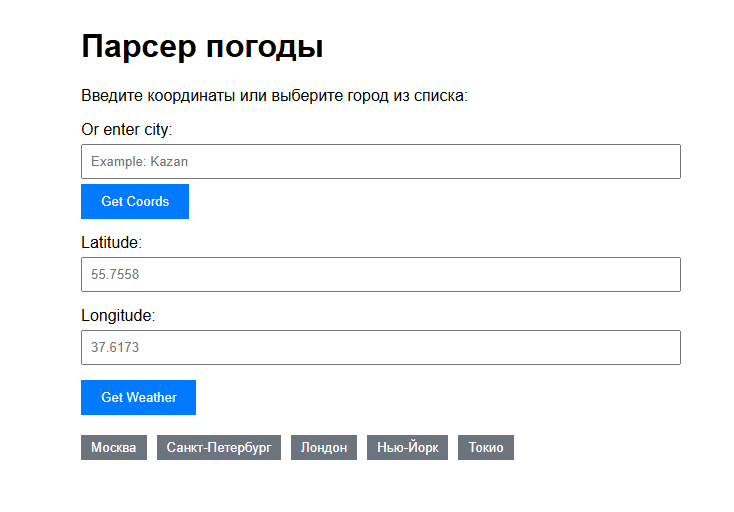 Парсер погоды
Введите координаты или выберите город из списка:
Or enter city:
Example: Kazan
Get Coords
Latitude:
55.7558
Longitude:
37.6173
Get Weather
Москва Санкт-Петербург Лондон Нью-Йорк Токио